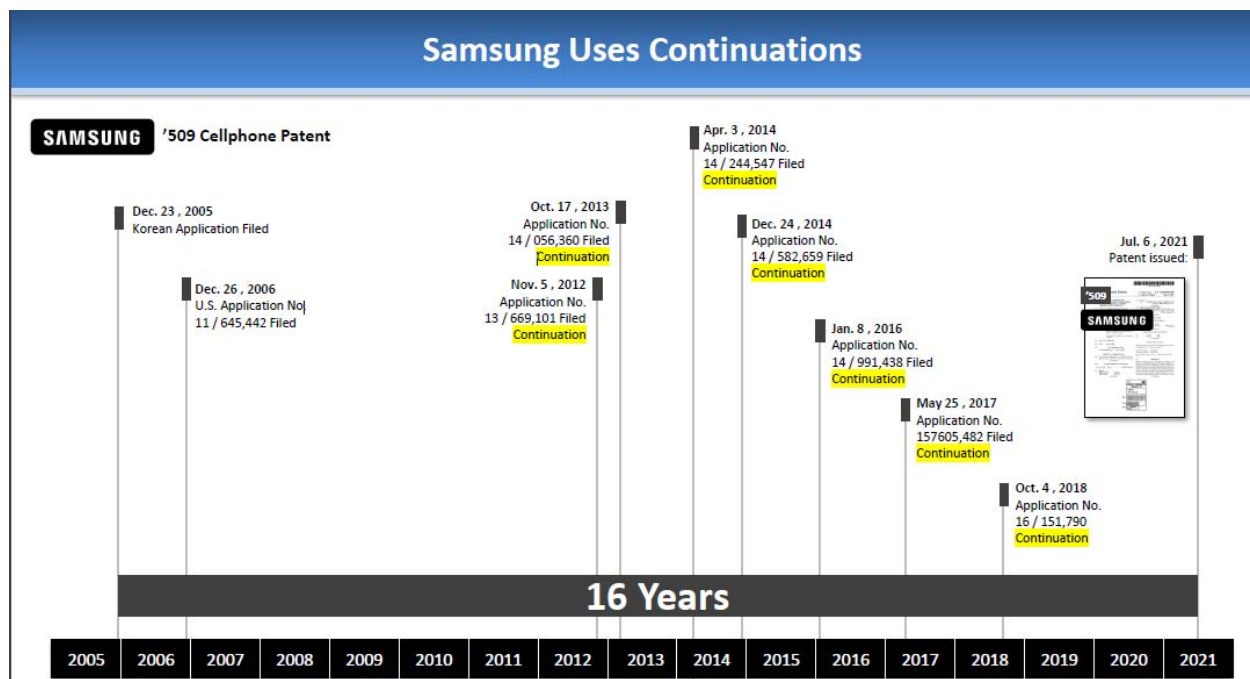 Samsung Uses Continuations
SAMSUNG
'509 Cellphone Patent
Dec. 23 , 2005
Korean Application Filed
Dec. 26 , 2006
U.S. Application No
11 / 645,442 Filed
Oct. 17 , 2013
Application No.
14 / 056,360 Filed
Continuation
Nov. 5 , 2012
Application No.
13 / 669,101 Filed
Continuation
Apr. 3 , 2014
Application No.
14 / 244,547 Filed
Continuation
Dec. 24 , 2014
Application No.
14 / 582,659 Filed
Continuation
Jan. 8 , 2016
Application No.
14 / 991,438 Filed
Continuation
May 25 , 2017
Application No.
157605,482 Filed
Continuation
Oct. 4 , 2018
Application No.
16 / 151,790
Continuation
Jul. 6 , 2021
Patent issued:
'509
SAMSUNG
16 Years
2005 2006 2007 2008 2009 2010 2011 2012 2013 2014 2015 2016 2017 2018 2019 2020 2021